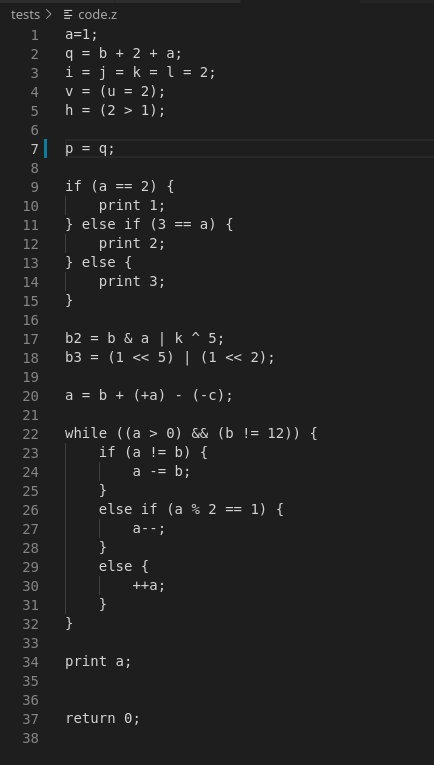 tests > code.z
1 a=1;
2 q = b + 2 + a;
3 i = j = k = l = 2;
4 v = (u = 2);
5 h = (2 > 1);
6
7 p = q;
8
9 if (a == 2) {
10     print 1;
11 } else if (3 == a) {
12     print 2;
13 } else {
14     print 3;
15 }
16
17 b2 = b & a | k ^ 5;
18 b3 = (1 << 5) | (1 << 2);
19
20 a = b + (+a) - (-c);
21
22 while ((a > 0) && (b != 12)) {
23     if (a != b) {
24         a -= b;
25     }
26     else if (a % 2 == 1) {
27         a--;
28     }
29     else {
30         ++a;
31     }
32 }
33
34 print a;
35
36
37 return 0;
38